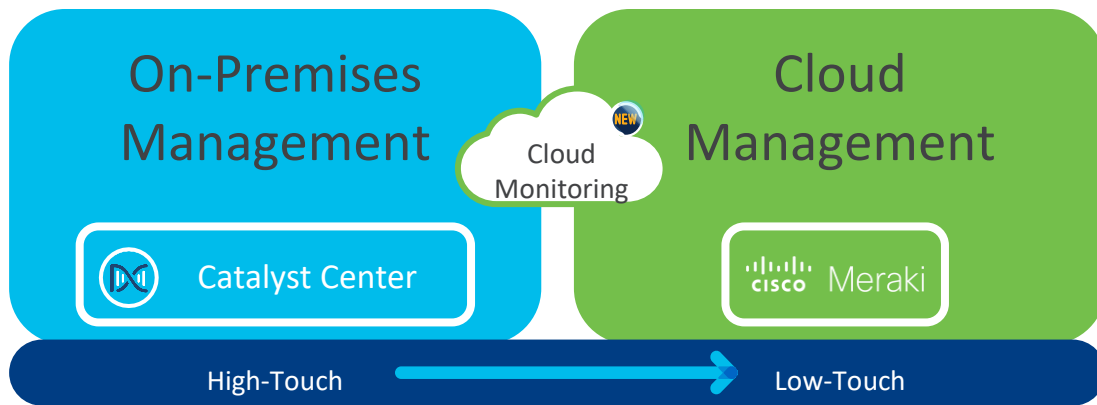 On-Premises
Management
Cloud
Management
NEW
Cloud
Monitoring
Catalyst Center
cisco Meraki
High-Touch
Low-Touch